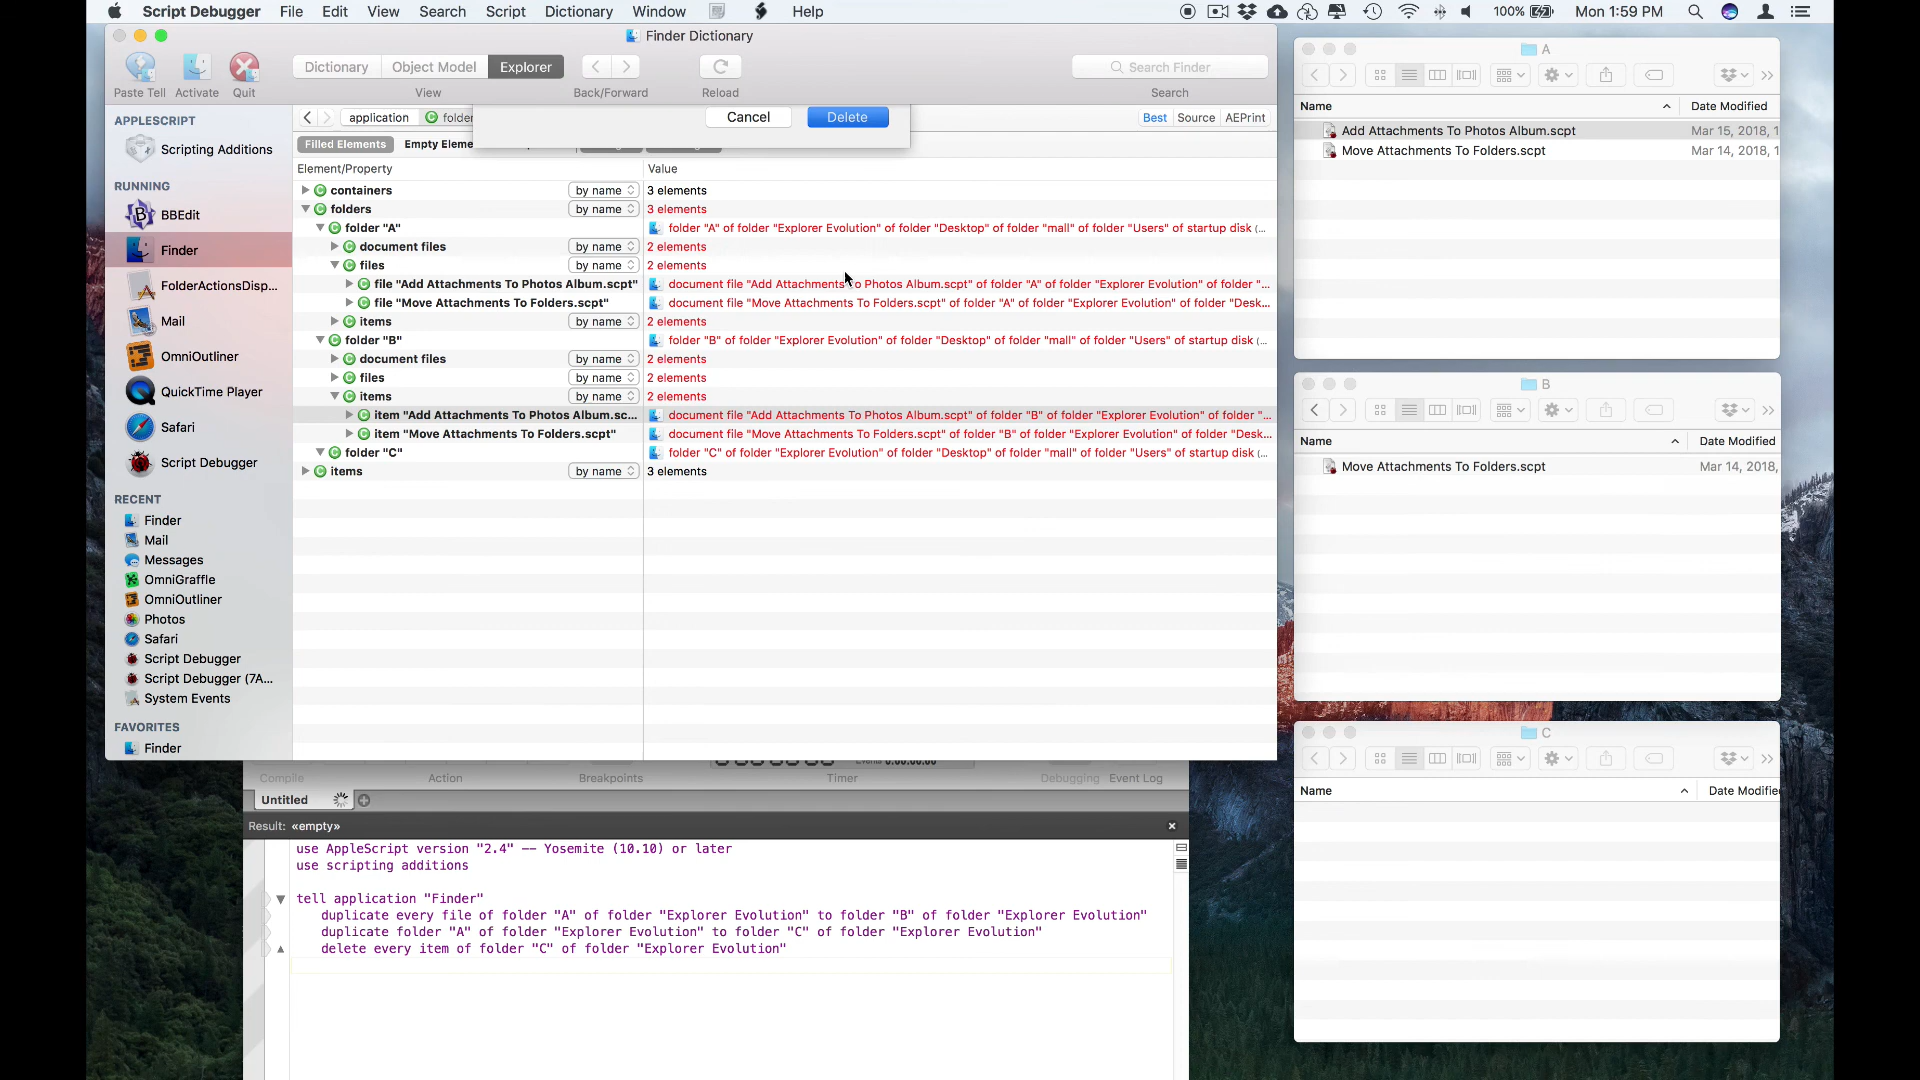 Script Debugger File Edit View Search Script Dictionary Window Help 100% Mon 1:59 PM
Finder Dictionary
Dictionary Object Model Explorer Search Finder
Paste Tell Activate Quit View Back/Forward Reload Search
APPLESCRIPT
Scripting Additions
RUNNING
BBEdit
Finder
FolderActionsDisp...
Mail
OmniOutliner
QuickTime Player
Safari
Script Debugger
RECENT
Finder
Mail
Messages
OmniGraffle
OmniOutliner
Photos
Safari
Script Debugger
Script Debugger (7A...
System Events
FAVORITES
Finder
application folder
Cancel Delete
Best Source AEPrint
Filled Elements Empty Eleme
Element/Property Value
containers by name 3 elements
folders by name 3 elements
folder "A" folder "A" of folder "Explorer Evolution" of folder "Desktop" of folder "mall" of folder "Users" of startup disk (...
document files by name 2 elements
files by name 2 elements
file "Add Attachments To Photos Album.scpt" document file "Add Attachments To Photos Album.scpt" of folder "A" of folder "Explorer Evolution" of folder "...
file "Move Attachments To Folders.scpt" document file "Move Attachments To Folders.scpt" of folder "A" of folder "Explorer Evolution" of folder "Desk...
items by name 2 elements
folder "B" folder "B" of folder "Explorer Evolution" of folder "Desktop" of folder "mall" of folder "Users" of startup disk (...
document files by name 2 elements
files by name 2 elements
items by name 2 elements
item "Add Attachments To Photos Album.sc... document file "Add Attachments To Photos Album.scpt" of folder "B" of folder "Explorer Evolution" of folder "...
item "Move Attachments To Folders.scpt" document file "Move Attachments To Folders.scpt" of folder "B" of folder "Explorer Evolution" of folder "Desk...
folder "C" folder "C" of folder "Explorer Evolution" of folder "Desktop" of folder "mall" of folder "Users" of startup disk (...
items by name 3 elements
Compile Action Breakpoints Timer Debugging Event Log
Untitled
Result: «empty»
use AppleScript version "2.4" -- Yosemite (10.10) or later
use scripting additions
tell application "Finder"
duplicate every file of folder "A" of folder "Explorer Evolution" to folder "B" of folder "Explorer Evolution"
duplicate folder "A" of folder "Explorer Evolution" to folder "C" of folder "Explorer Evolution"
delete every item of folder "C" of folder "Explorer Evolution"
A
Name Date Modified
Add Attachments To Photos Album.scpt Mar 15, 2018, 1
Move Attachments To Folders.scpt Mar 14, 2018, 1
B
Name Date Modified
Move Attachments To Folders.scpt Mar 14, 2018,
C
Name Date Modified